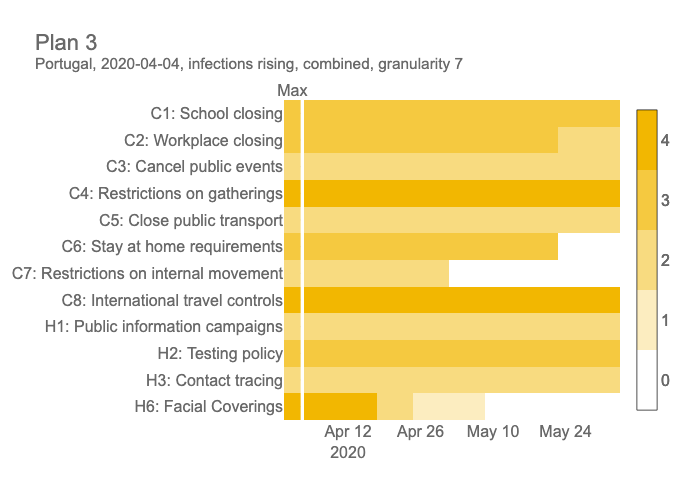 Plan 3
Portugal, 2020-04-04, infections rising, combined, granularity 7
Max
C1: School closing
C2: Workplace closing
C3: Cancel public events
C4: Restrictions on gatherings
C5: Close public transport
C6: Stay at home requirements
C7: Restrictions on internal movement
C8: International travel controls
H1: Public information campaigns
H2: Testing policy
H3: Contact tracing
H6: Facial Coverings
Apr 12 Apr 26 May 10 May 24
2020
4
3
2
1
0